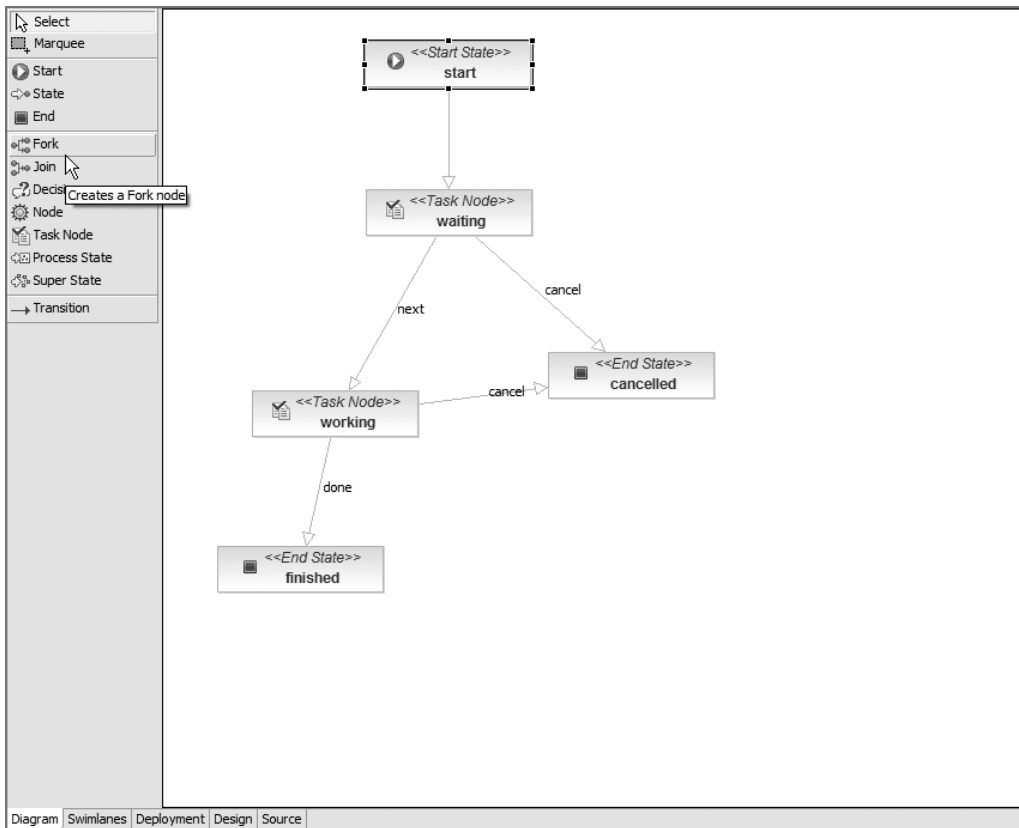 Select
Marquee
Start
State
End
Fork
Join
Decisi
Creates a Fork node
Node
Task Node
Process State
Super State
Transition
<<Start State>>
start
<<Task Node>>
waiting
next
cancel
<<End State>>
cancelled
<<Task Node>>
working
cancel
done
<<End State>>
finished
Diagram Swimlanes Deployment Design Source